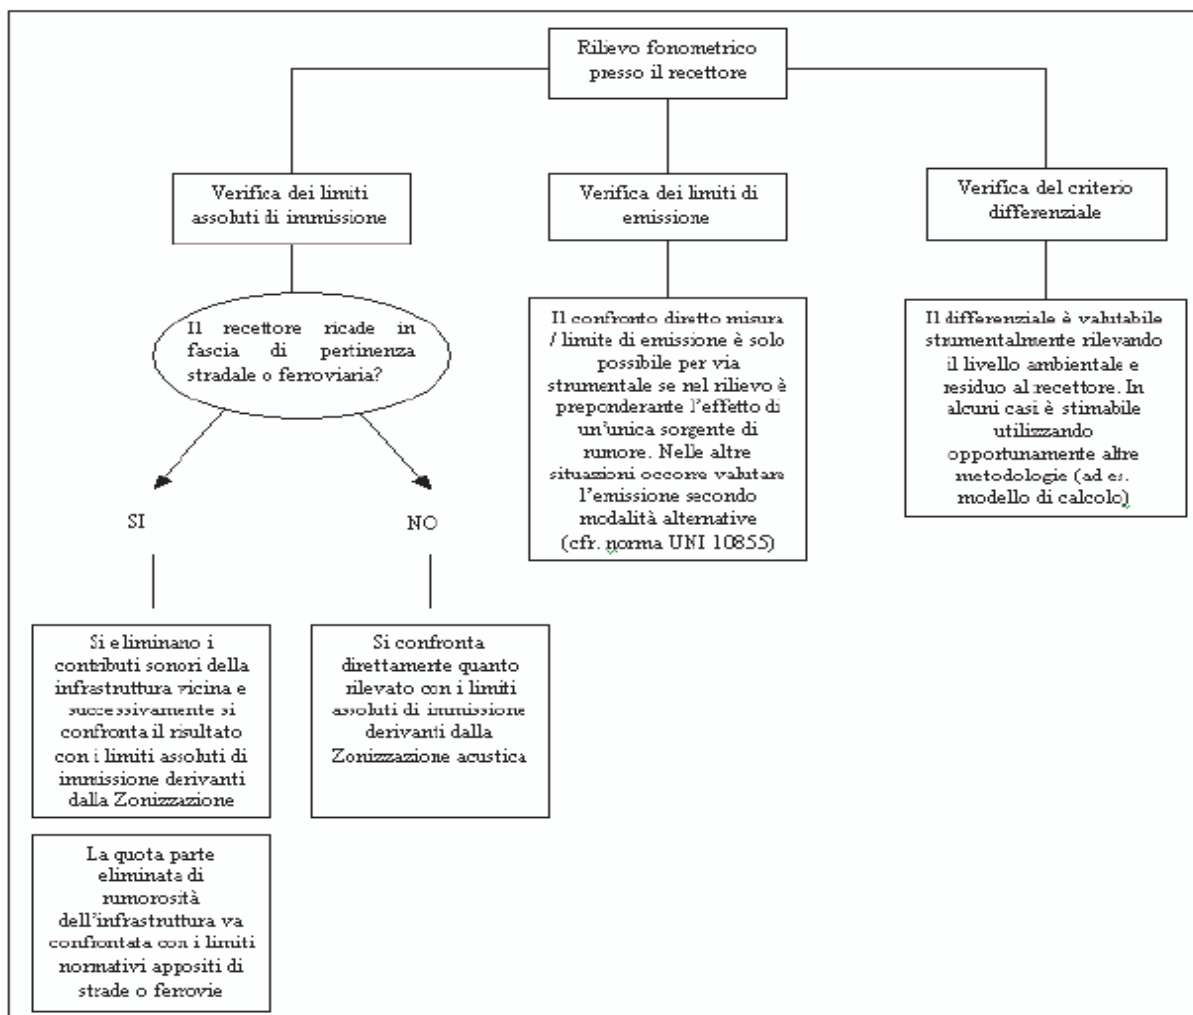 Rilievo fonometrico
presso il recettore
Verifica dei limiti
assoluti di immissione
Verifica dei limiti di
emissione
Verifica del criterio
differenziale
Il recettore ricade in
fascia di pertinenza
stradale o ferroviaria?
Il confronto diretto misura
/ limite di emissione è solo
possibile per via
strumentale se nel rilievo è
preponderante l'effetto di
un'unica sorgente di
rumore. Nelle altre
situazioni occorre valutare
l'emissione secondo
modalità alternative
(cfr. norma UNI 10855)
Il differenziale è valutabile
strumentalmente rilevando
il livello ambientale e
residuo al recettore. In
alcuni casi è stimabile
utilizzando
opportunamente altre
metodologie (ad es.
modello di calcolo)
SI
NO
Si eliminano i
contributi sonori della
infrastruttura vicina e
successivamente si
confronta il risultato
con i limiti assoluti di
immissione derivanti
dalla Zonizzazione
Si confronta
direttamente quanto
rilevato con i limiti
assoluti di immissione
derivanti dalla
Zonizzazione acustica
La quota parte
eliminata di
rumorosità
dell'infrastruttura va
confrontata con i limiti
normativi appositi di
strade o ferrovie